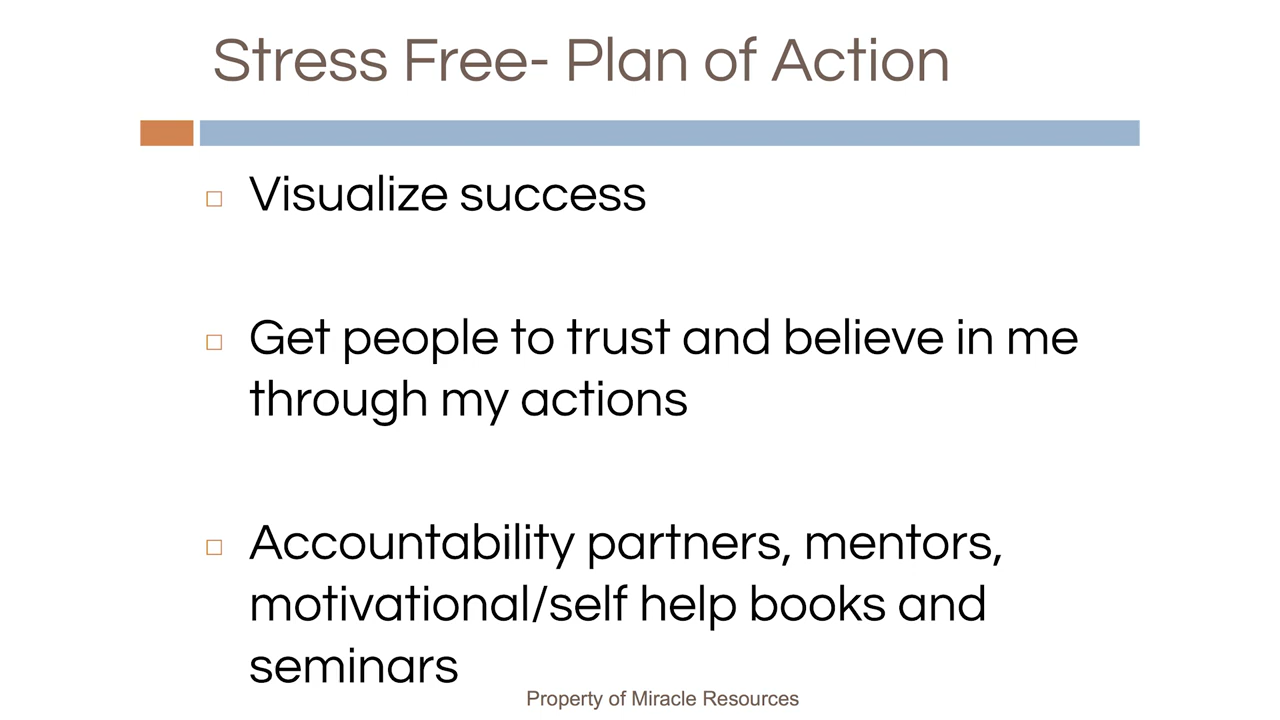 Stress Free- Plan of Action
Visualize success
Get people to trust and believe in me
through my actions
Accountability partners, mentors,
motivational/self help books and
seminars
Property of Miracle Resources